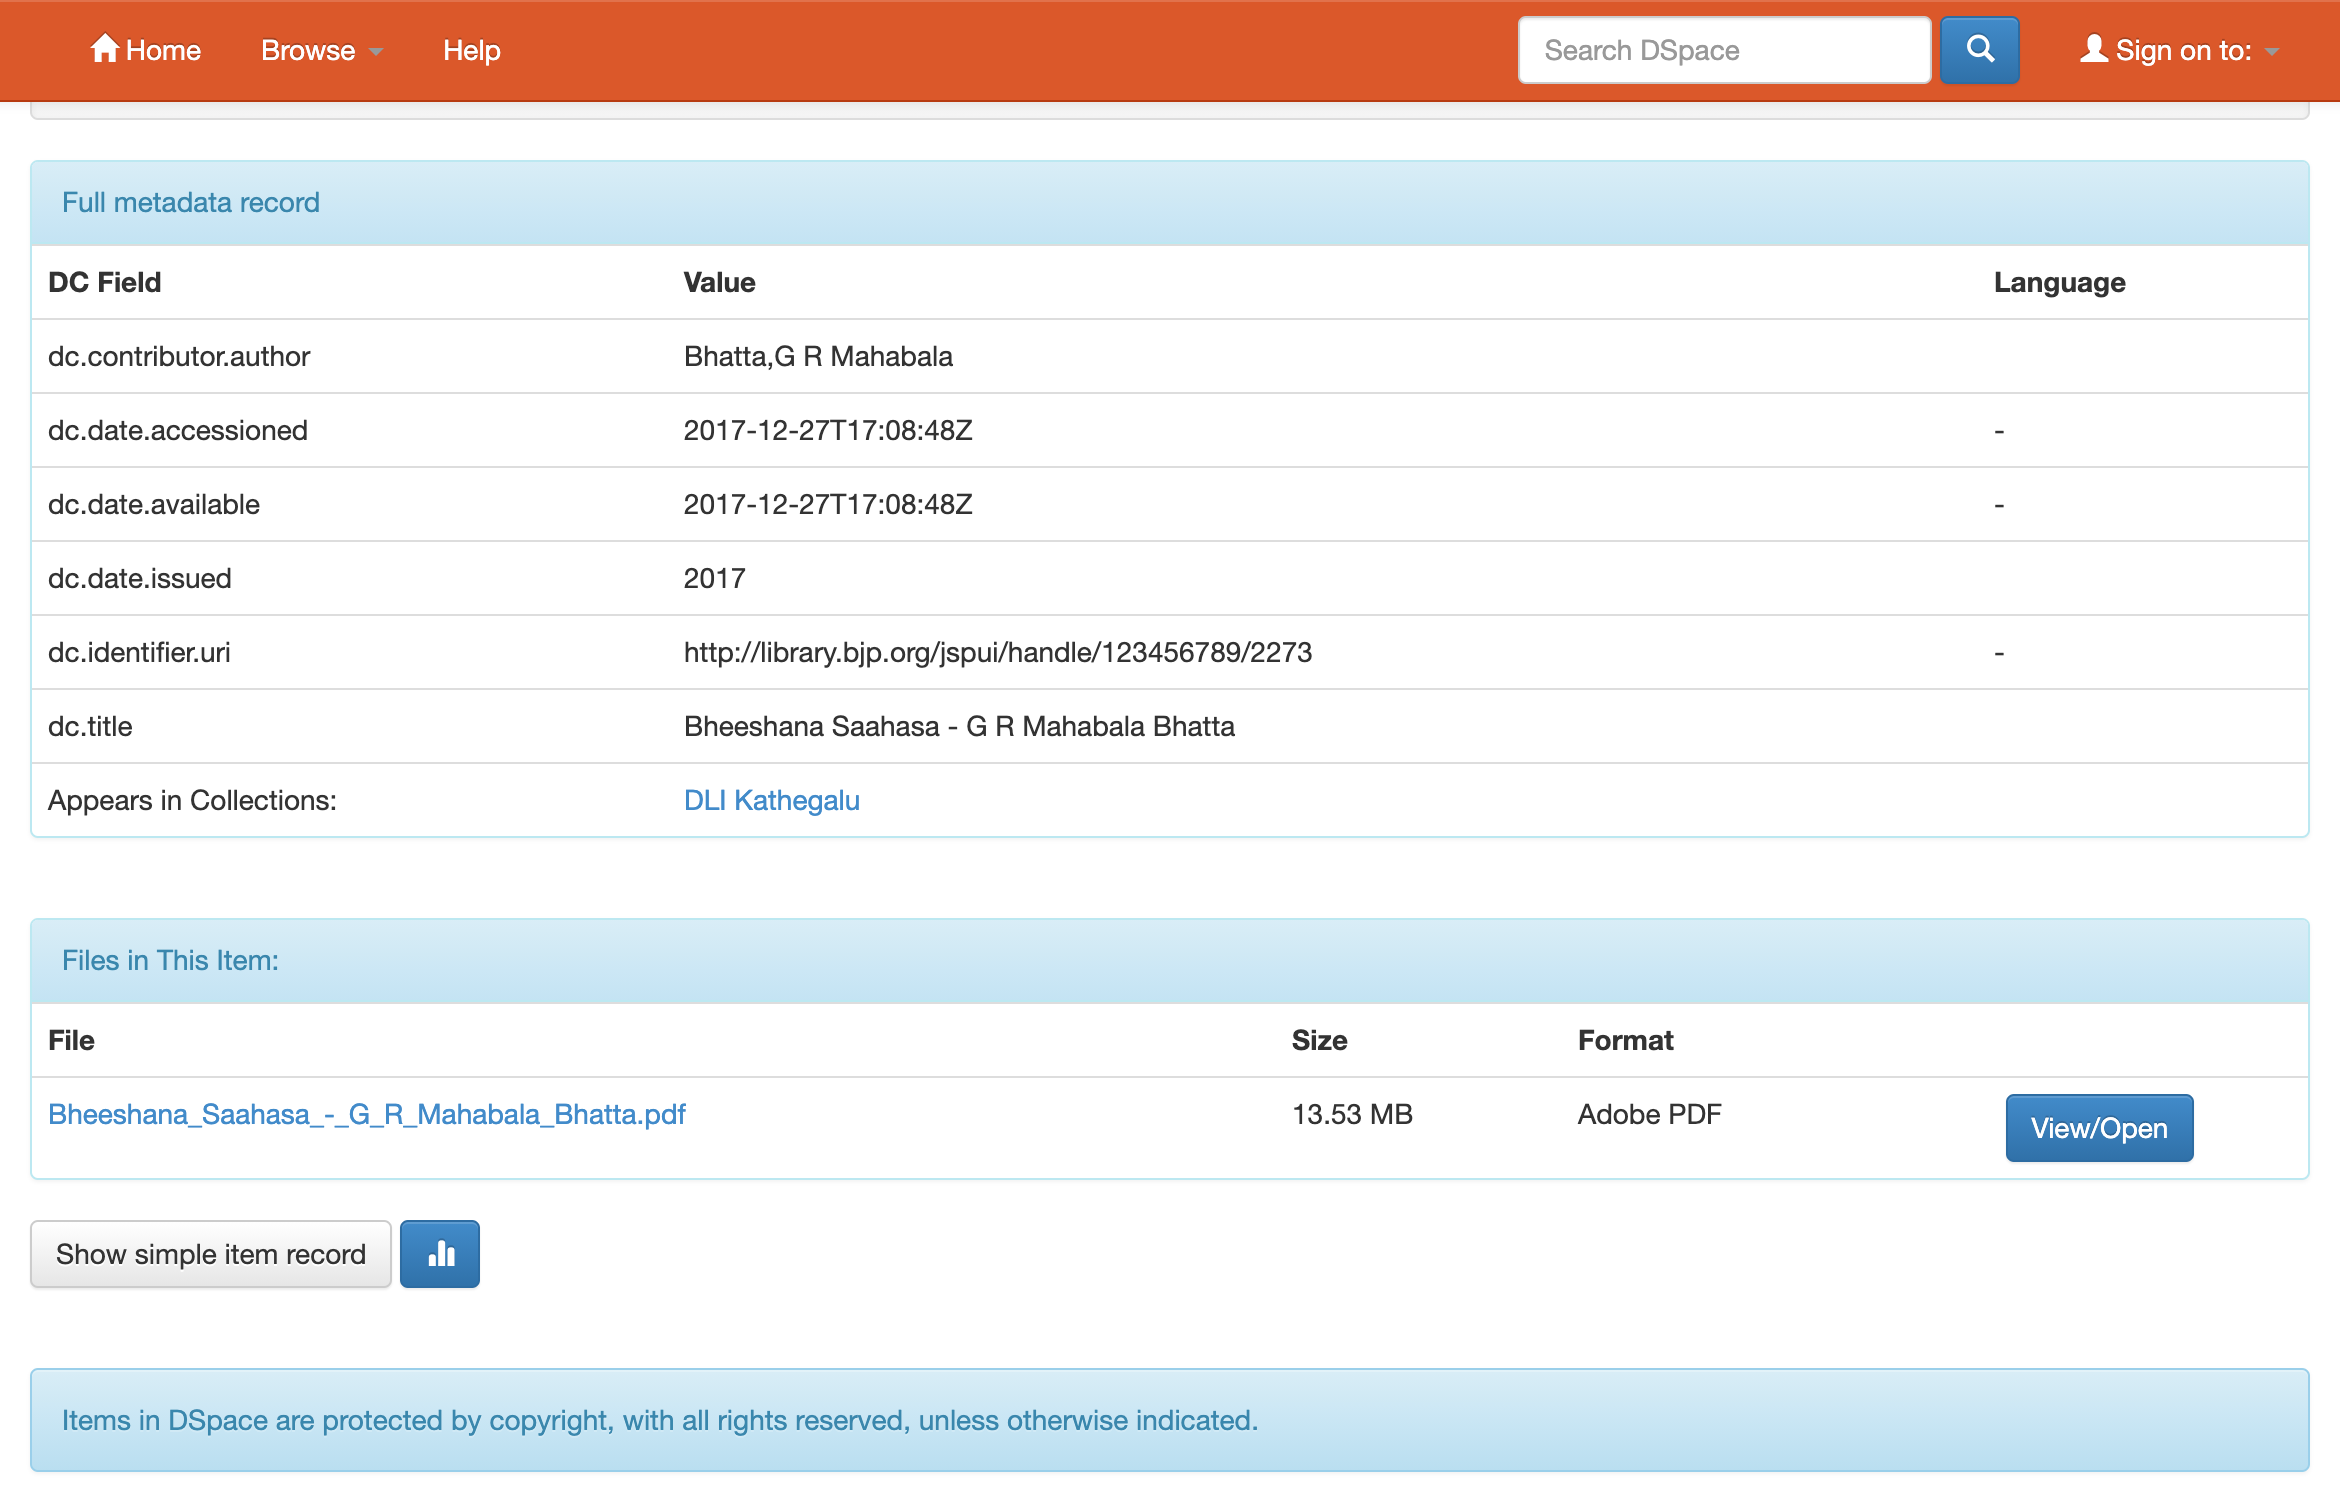 Home Browse Help Search DSpace Sign on to:
Full metadata record
DC Field Value Language
dc.contributor.author Bhatta,G R Mahabala
dc.date.accessioned 2017-12-27T17:08:48Z -
dc.date.available 2017-12-27T17:08:48Z -
dc.date.issued 2017
dc.identifier.uri http://library.bjp.org/jspui/handle/123456789/2273 -
dc.title Bheeshana Saahasa - G R Mahabala Bhatta
Appears in Collections: DLI Kathegalu
Files in This Item:
File Size Format
Bheeshana_Saahasa_-_G_R_Mahabala_Bhatta.pdf 13.53 MB Adobe PDF View/Open
Show simple item record
Items in DSpace are protected by copyright, with all rights reserved, unless otherwise indicated.